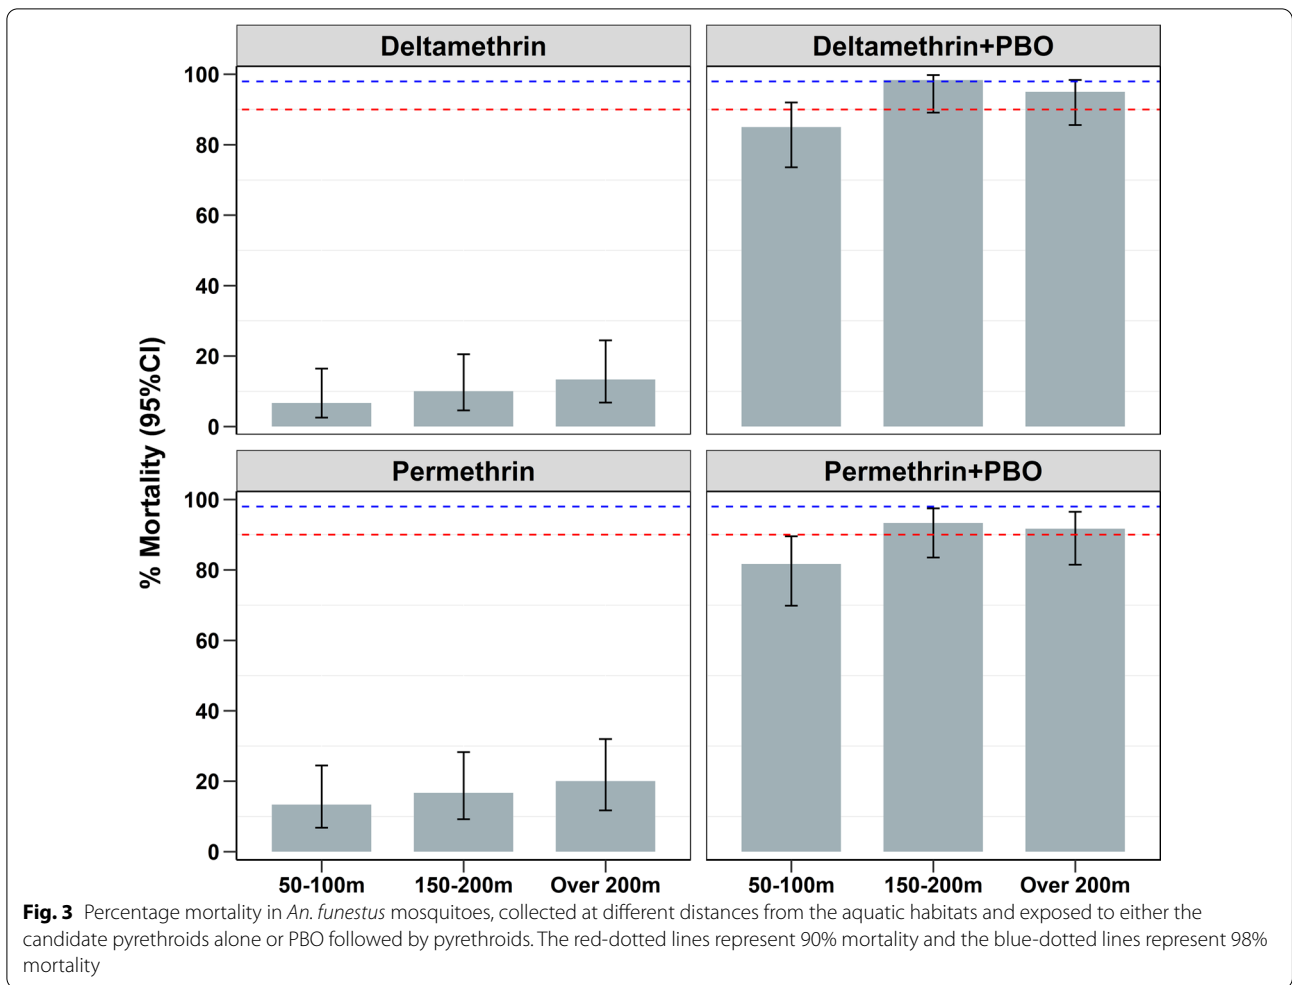 Deltamethrin
Deltamethrin+PBO
100
80
60
40
20
0
% Mortality (95%CI)
Permethrin
Permethrin+PBO
100
80
60
40
20
0
50-100m 150-200m Over 200m
50-100m 150-200m Over 200m
Fig. 3 Percentage mortality in An. funestus mosquitoes, collected at different distances from the aquatic habitats and exposed to either the
candidate pyrethroids alone or PBO followed by pyrethroids. The red-dotted lines represent 90% mortality and the blue-dotted lines represent 98%
mortality